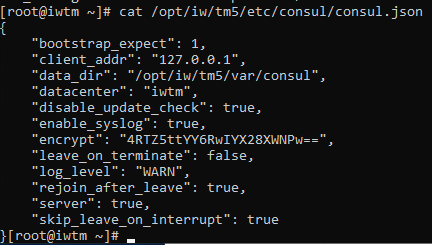 [root@iwtm ~]# cat /opt/iw/tm5/etc/consul/consul.json
{
    "bootstrap_expect": 1,
    "client_addr": "127.0.0.1",
    "data_dir": "/opt/iw/tm5/var/consul",
    "datacenter": "iwtm",
    "disable_update_check": true,
    "enable_syslog": true,
    "encrypt": "4RTZ5ttYY6RwIYX28XWNPw==",
    "leave_on_terminate": false,
    "log_level": "WARN",
    "rejoin_after_leave": true,
    "server": true,
    "skip_leave_on_interrupt": true
}[root@iwtm ~]#